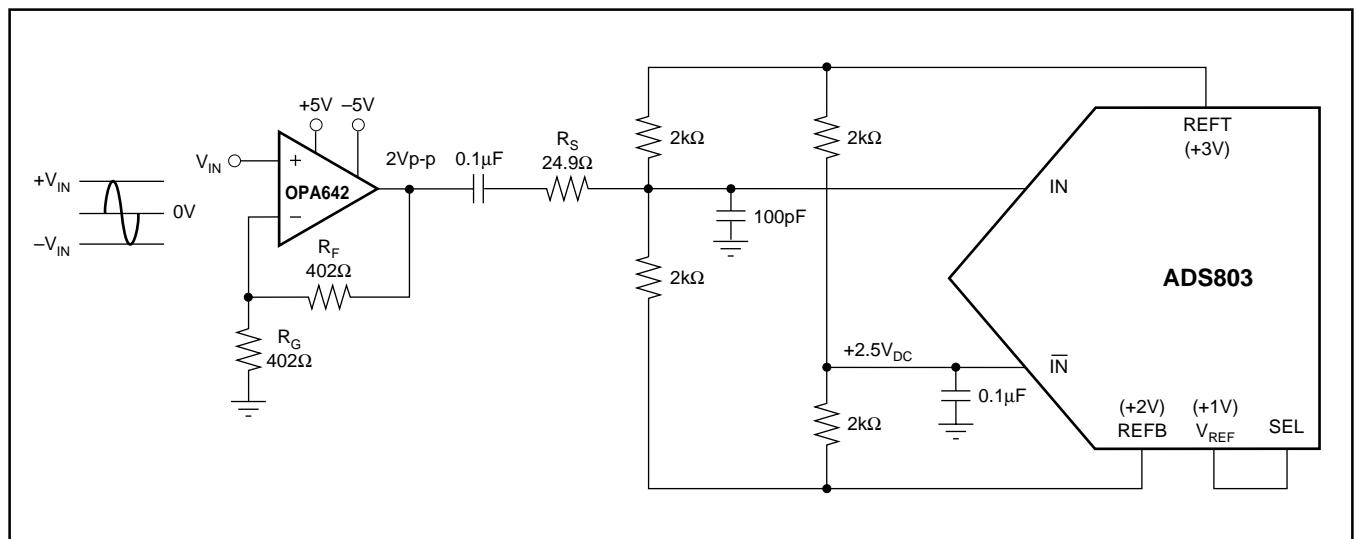 +V_IN
0V
–V_IN
V_IN
+5V
–5V
+
–
OPA642
2Vp-p
0.1µF
R_S
24.9Ω
R_F
402Ω
R_G
402Ω
2kΩ
2kΩ
2kΩ
2kΩ
100pF
+2.5V_DC
0.1µF
REFT
(+3V)
IN
ADS803
I̅N̅
(+2V)
REFB
(+1V)
V_REF
SEL